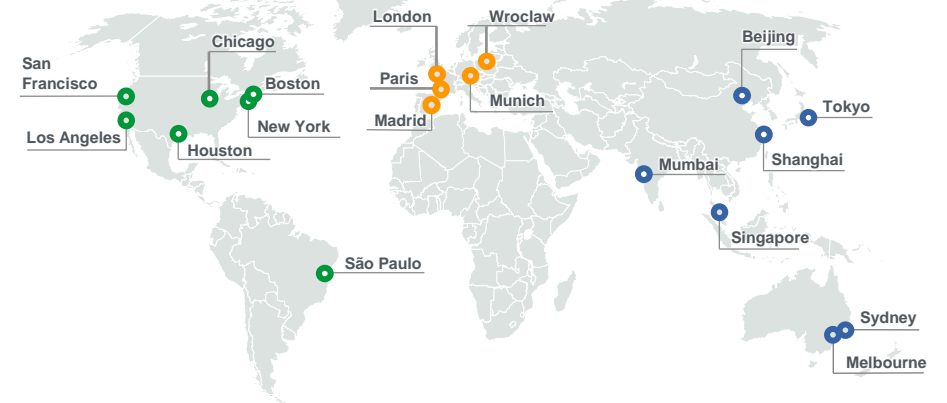 London
Wroclaw
Chicago
Beijing
San
Francisco
Boston
Paris
Munich
Tokyo
Madrid
New York
Los Angeles
Houston
Shanghai
Mumbai
Singapore
São Paulo
Sydney
Melbourne